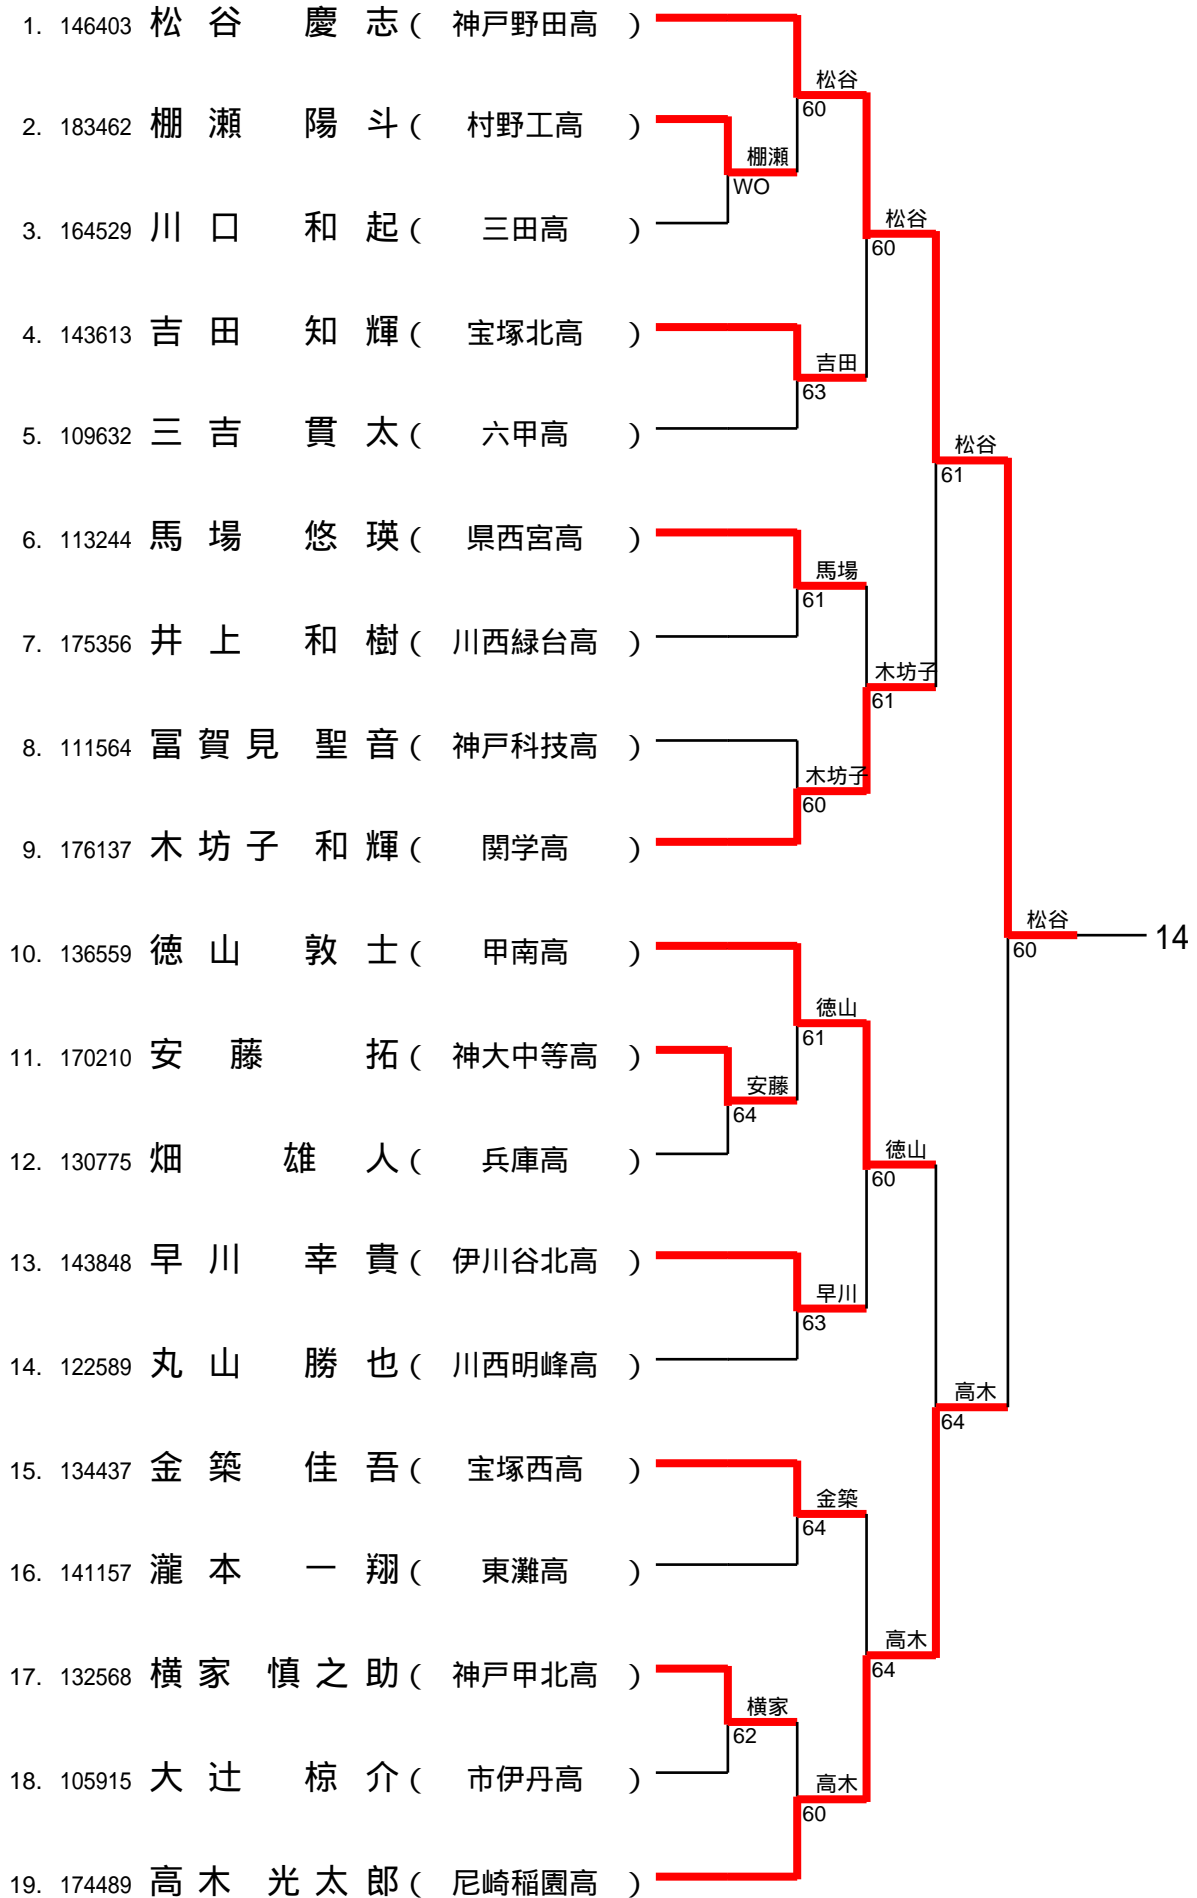 1. 146403 松谷 慶志 ( 神戸野田高 )
松谷
60
2. 183462 棚瀬 陽斗 ( 村野工高 )
棚瀬
WO
3. 164529 川口 和起 ( 三田高 )
松谷
60
4. 143613 吉田 知輝 ( 宝塚北高 )
吉田
63
5. 109632 三吉 貫太 ( 六甲高 )
松谷
61
6. 113244 馬場 悠瑛 ( 県西宮高 )
馬場
61
7. 175356 井上 和樹 ( 川西緑台高 )
木坊子
61
8. 111564 冨賀見 聖音 ( 神戸科技高 )
木坊子
60
9. 176137 木坊子 和輝 ( 関学高 )
松谷
60
14
10. 136559 徳山 敦士 ( 甲南高 )
徳山
61
11. 170210 安藤 拓 ( 神大中等高 )
安藤
64
12. 130775 畑 雄人 ( 兵庫高 )
徳山
60
13. 143848 早川 幸貴 ( 伊川谷北高 )
早川
63
14. 122589 丸山 勝也 ( 川西明峰高 )
高木
64
15. 134437 金築 佳吾 ( 宝塚西高 )
金築
64
16. 141157 瀧本 一翔 ( 東灘高 )
高木
64
17. 132568 横家 慎之助 ( 神戸甲北高 )
横家
62
18. 105915 大辻 椋介 ( 市伊丹高 )
高木
60
19. 174489 高木 光太郎 ( 尼崎稲園高 )